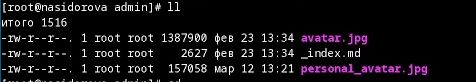 [root@nasidorova admin]# ll
итого 1516
-rw-r--r--. 1 root root 1387900 фев 23 13:34 avatar.jpg
-rw-r--r--. 1 root root 2627 фев 23 13:34 _index.md
-rw-r--r--. 1 root root 157058 мар 12 13:21 personal_avatar.jpg